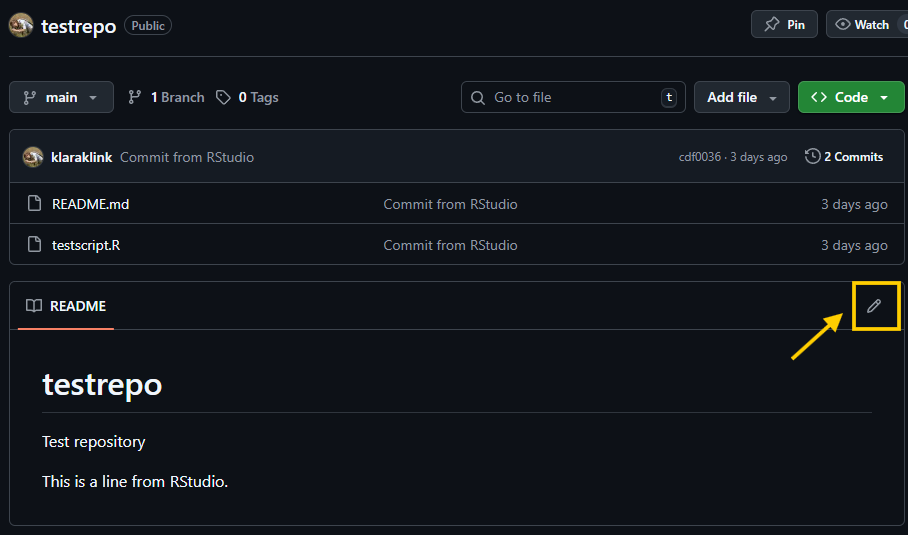 testrepo Public Pin Watch
main 1 Branch 0 Tags Go to file t Add file Code
klaraklink Commit from RStudio cdf0036 · 3 days ago 2 Commits
README.md Commit from RStudio 3 days ago
testscript.R Commit from RStudio 3 days ago
README
testrepo
Test repository
This is a line from RStudio.